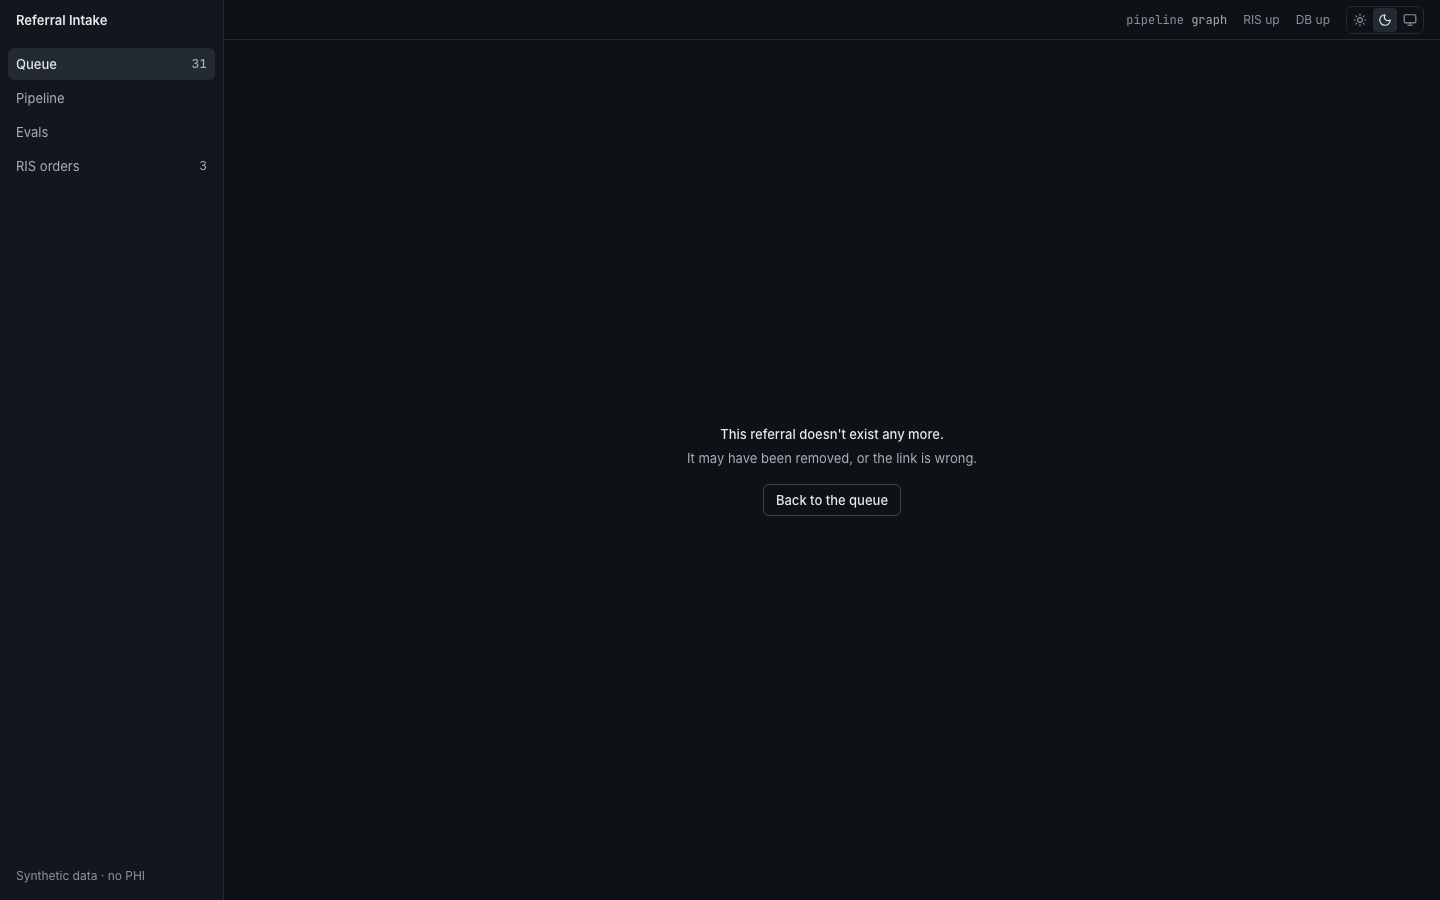 Referral Intake
pipeline graph RIS up DB up
Queue 31
Pipeline
Evals
RIS orders 3
This referral doesn't exist any more.
It may have been removed, or the link is wrong.
Back to the queue
Synthetic data · no PHI